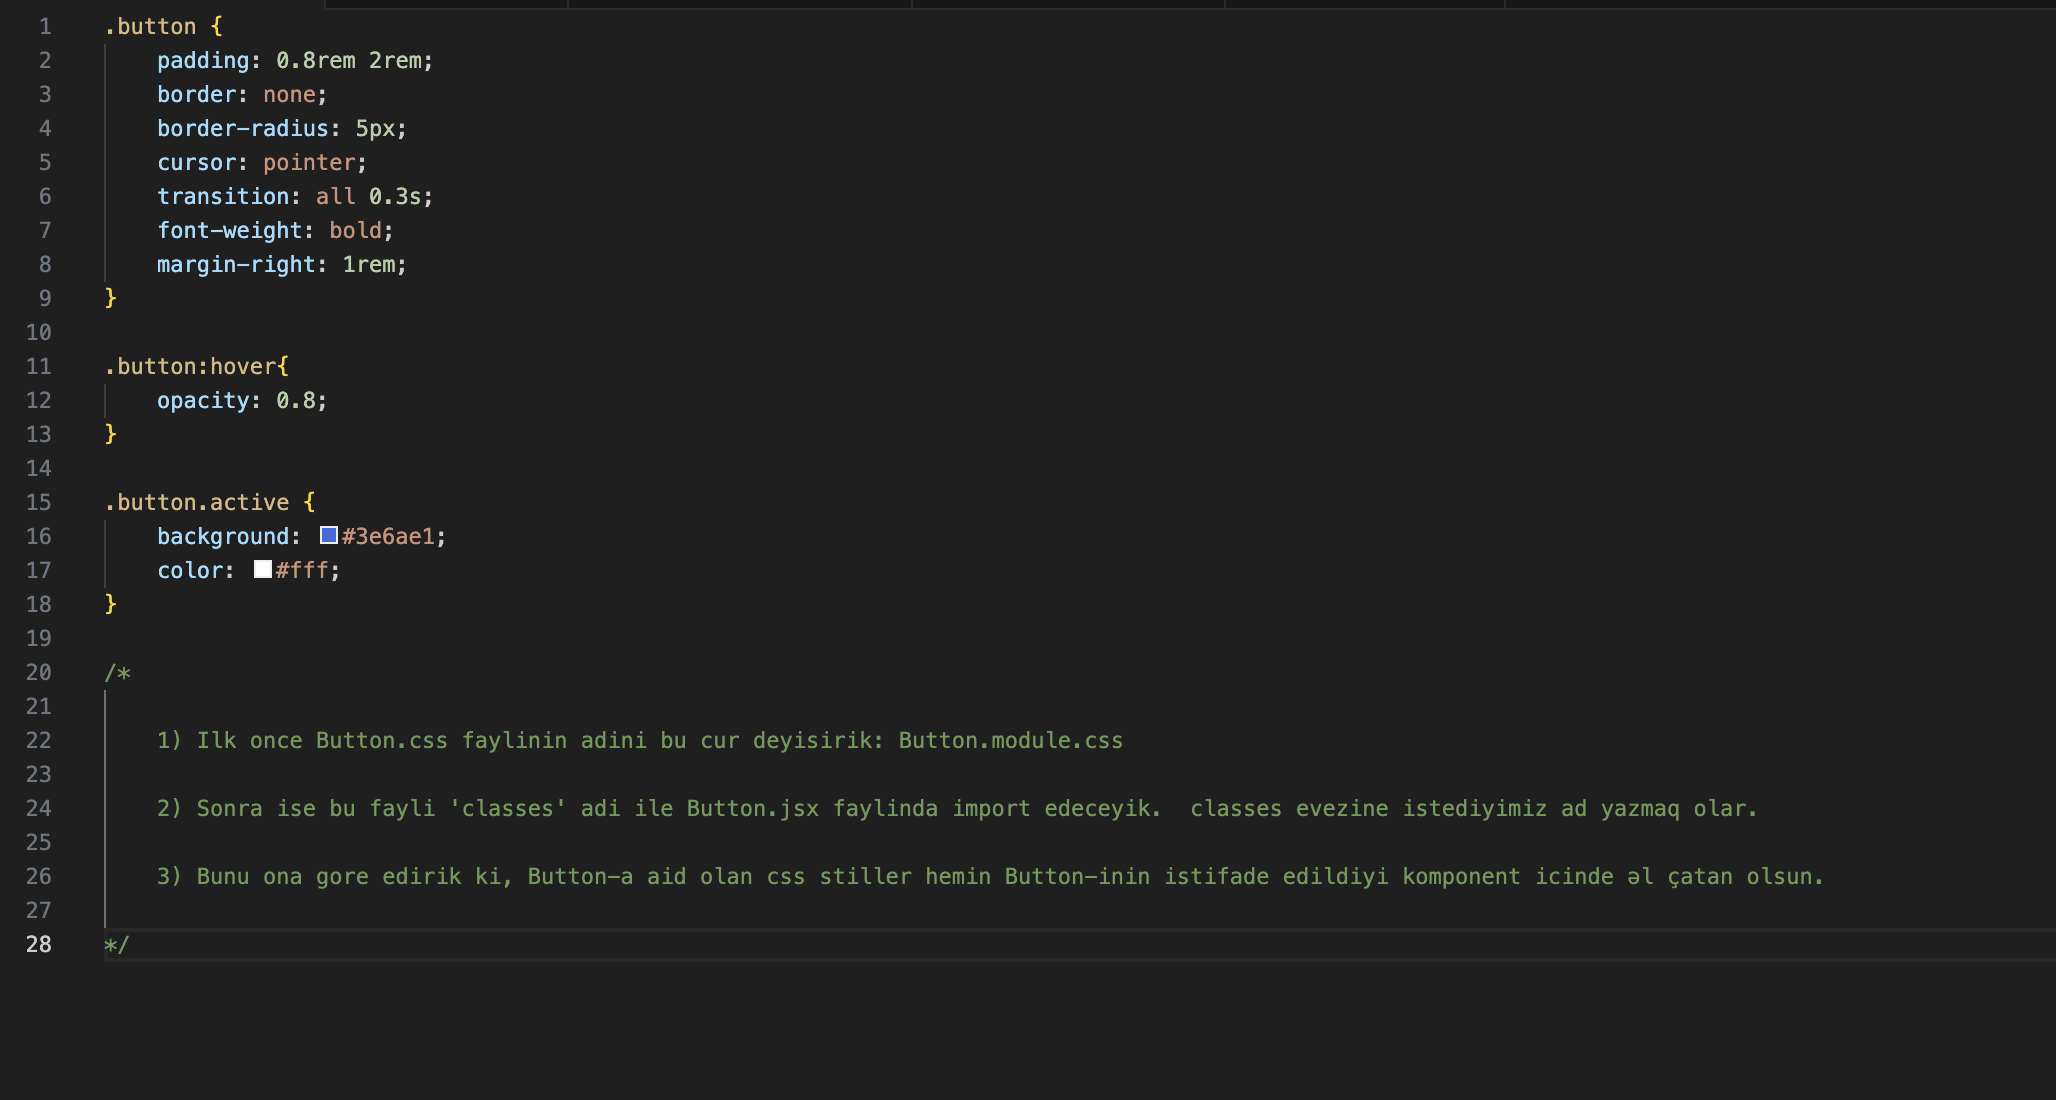 1 .button {
2 padding: 0.8rem 2rem;
3 border: none;
4 border-radius: 5px;
5 cursor: pointer;
6 transition: all 0.3s;
7 font-weight: bold;
8 margin-right: 1rem;
9 }
10
11 .button:hover{
12 opacity: 0.8;
13 }
14
15 .button.active {
16 background: #3e6ae1;
17 color: #fff;
18 }
19
20 /*
21
22 1) Ilk once Button.css faylinin adini bu cur deyisirik: Button.module.css
23
24 2) Sonra ise bu fayli 'classes' adi ile Button.jsx faylinda import edeceyik.  classes evezine istediyimiz ad yazmaq olar.
25
26 3) Bunu ona gore edirik ki, Button-a aid olan css stiller hemin Button-inin istifade edildiyi komponent icinde əl çatan olsun.
27
28 */